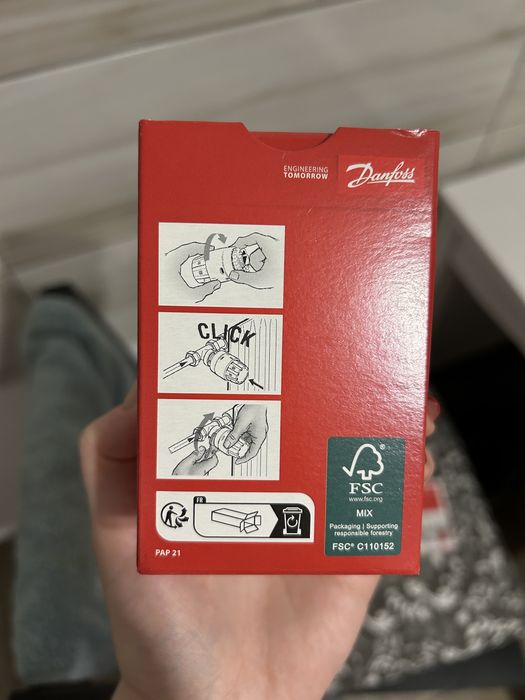 ENGINEERING
TOMORROW
Danfoss
CLICK
FSC
www.fsc.org
MIX
Packaging | Supporting
responsible forestry
FSC® C110152
FR
PAP 21